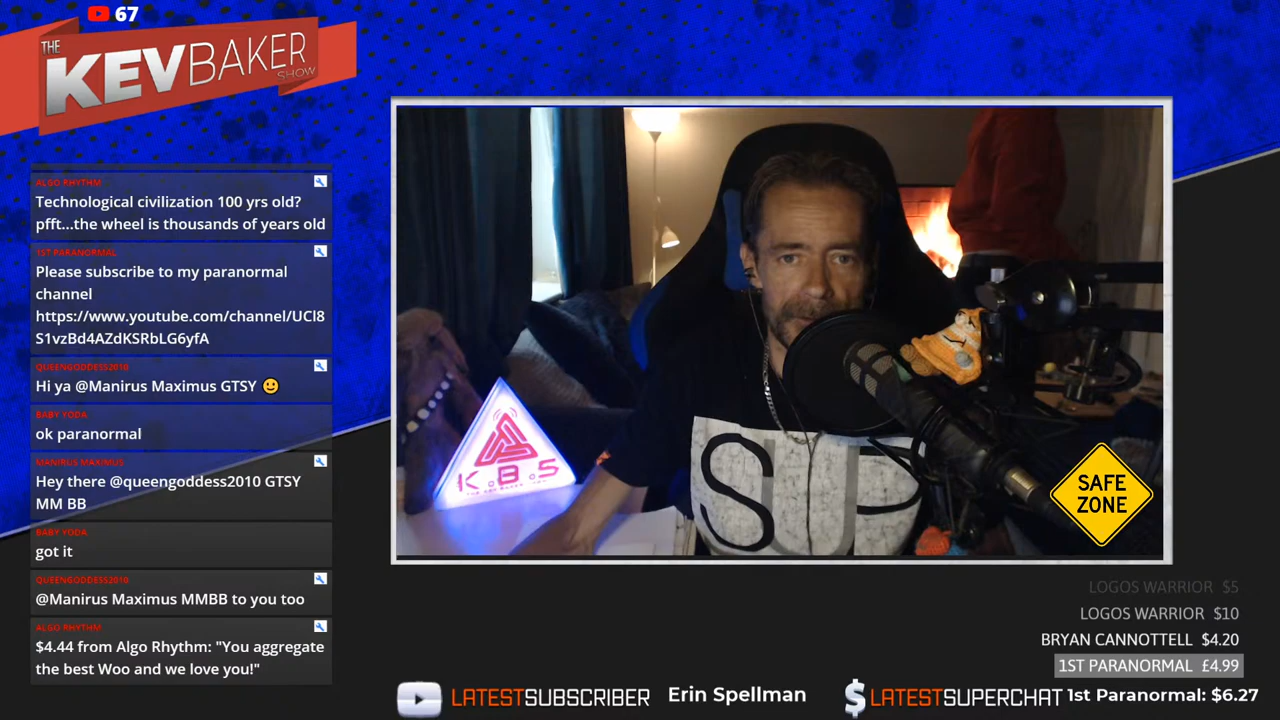 67
THE
KEVBAKER
SHOW
ALGO RHYTHM
Technological civilization 100 yrs old?
pfft...the wheel is thousands of years old
1ST PARANORMAL
Please subscribe to my paranormal
channel
https://www.youtube.com/channel/UCl8
S1vzBd4AZdKSRbLG6yfA
QUEENGODDESS2010
Hi ya @Manirus Maximus GTSY
BABY YODA
ok paranormal
MANIRUS MAXIMUS
Hey there @queengoddess2010 GTSY
MM BB
BABY YODA
got it
QUEENGODDESS2010
@Manirus Maximus MMBB to you too
ALGO RHYTHM
$4.44 from Algo Rhythm: "You aggregate
the best Woo and we love you!"
K.B.S
SUP
SAFE
ZONE
LOGOS WARRIOR $5
LOGOS WARRIOR $10
BRYAN CANNOTTELL $4.20
1ST PARANORMAL £4.99
LATESTSUBSCRIBER Erin Spellman
$ LATESTSUPERCHAT 1st Paranormal: $6.27